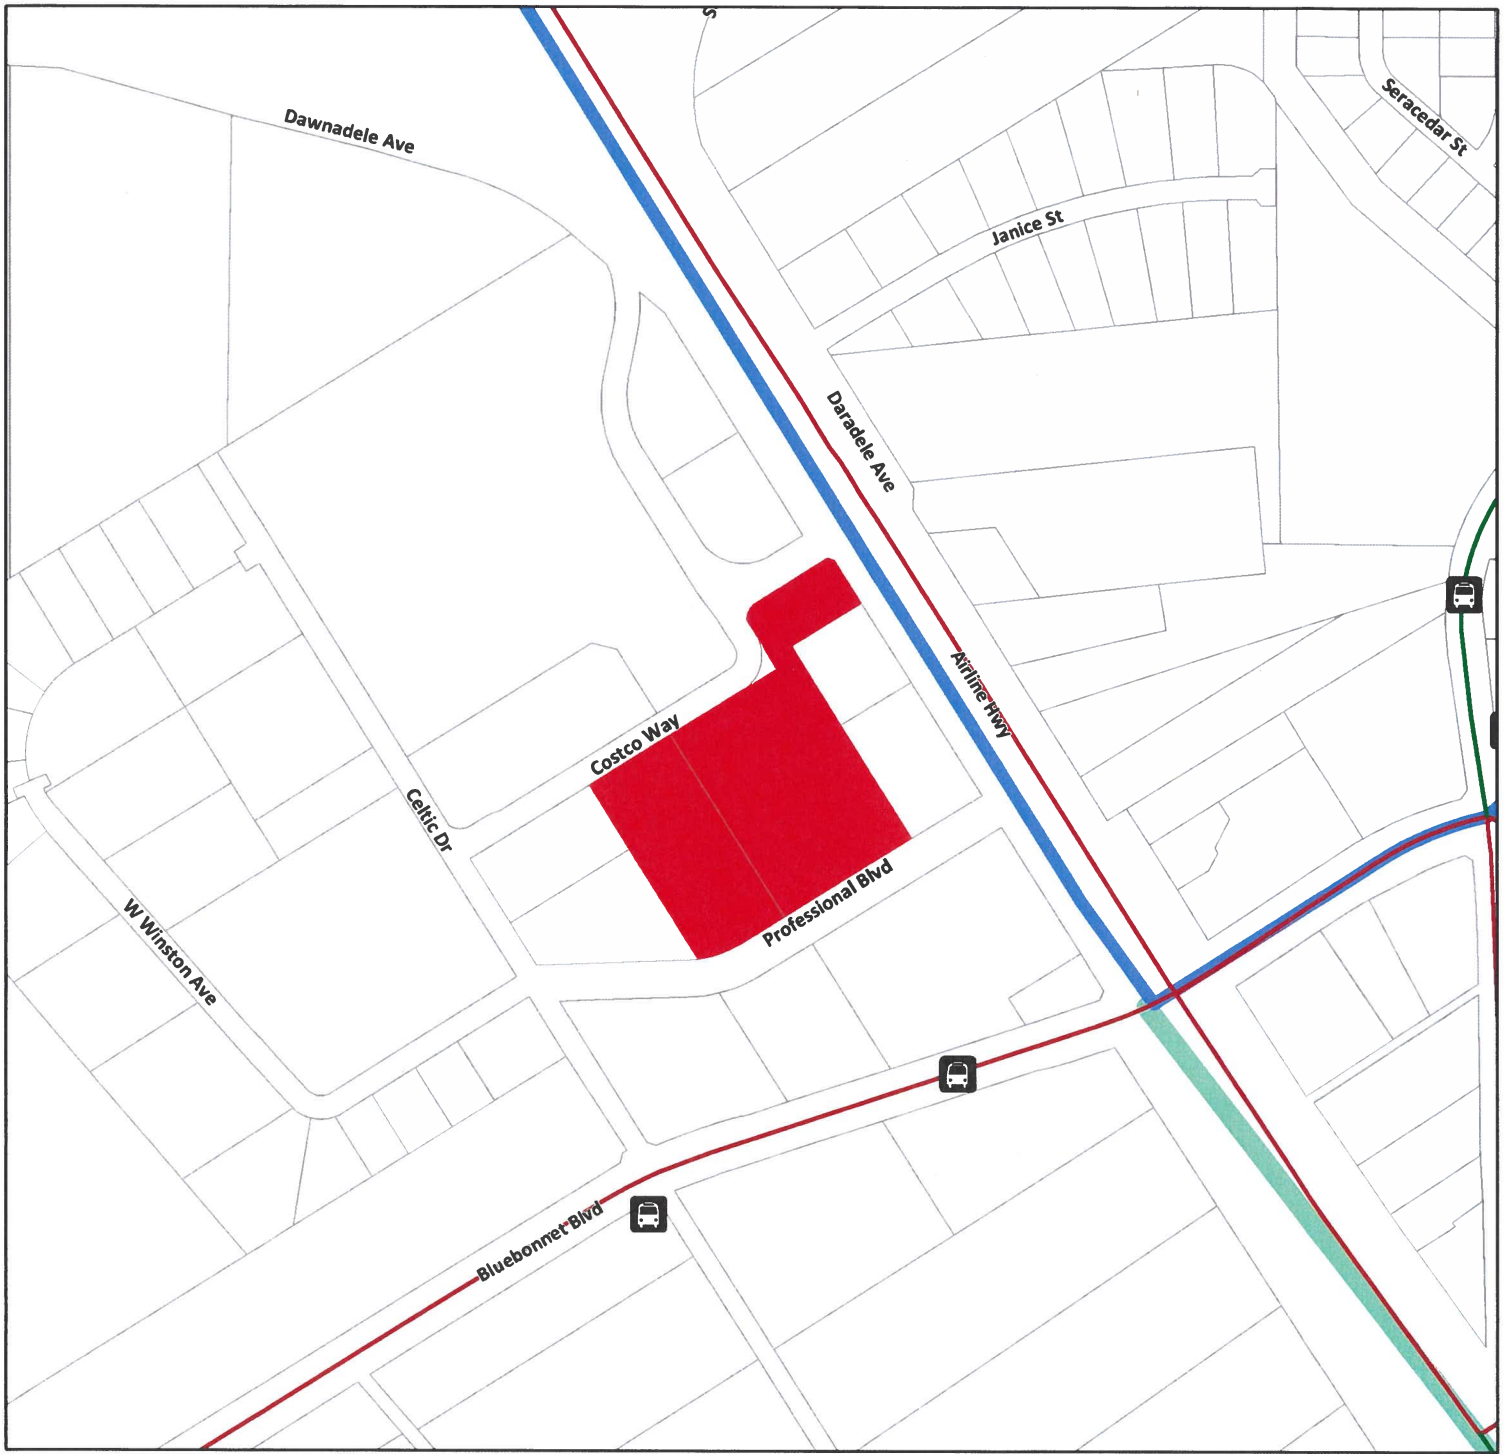 S
Dawnadele Ave
Seracedar St
Janice St
Daradele Ave
Airline Hwy
Costco Way
Celtic Dr
Professional Blvd
W Winston Ave
Bluebonnet Blvd